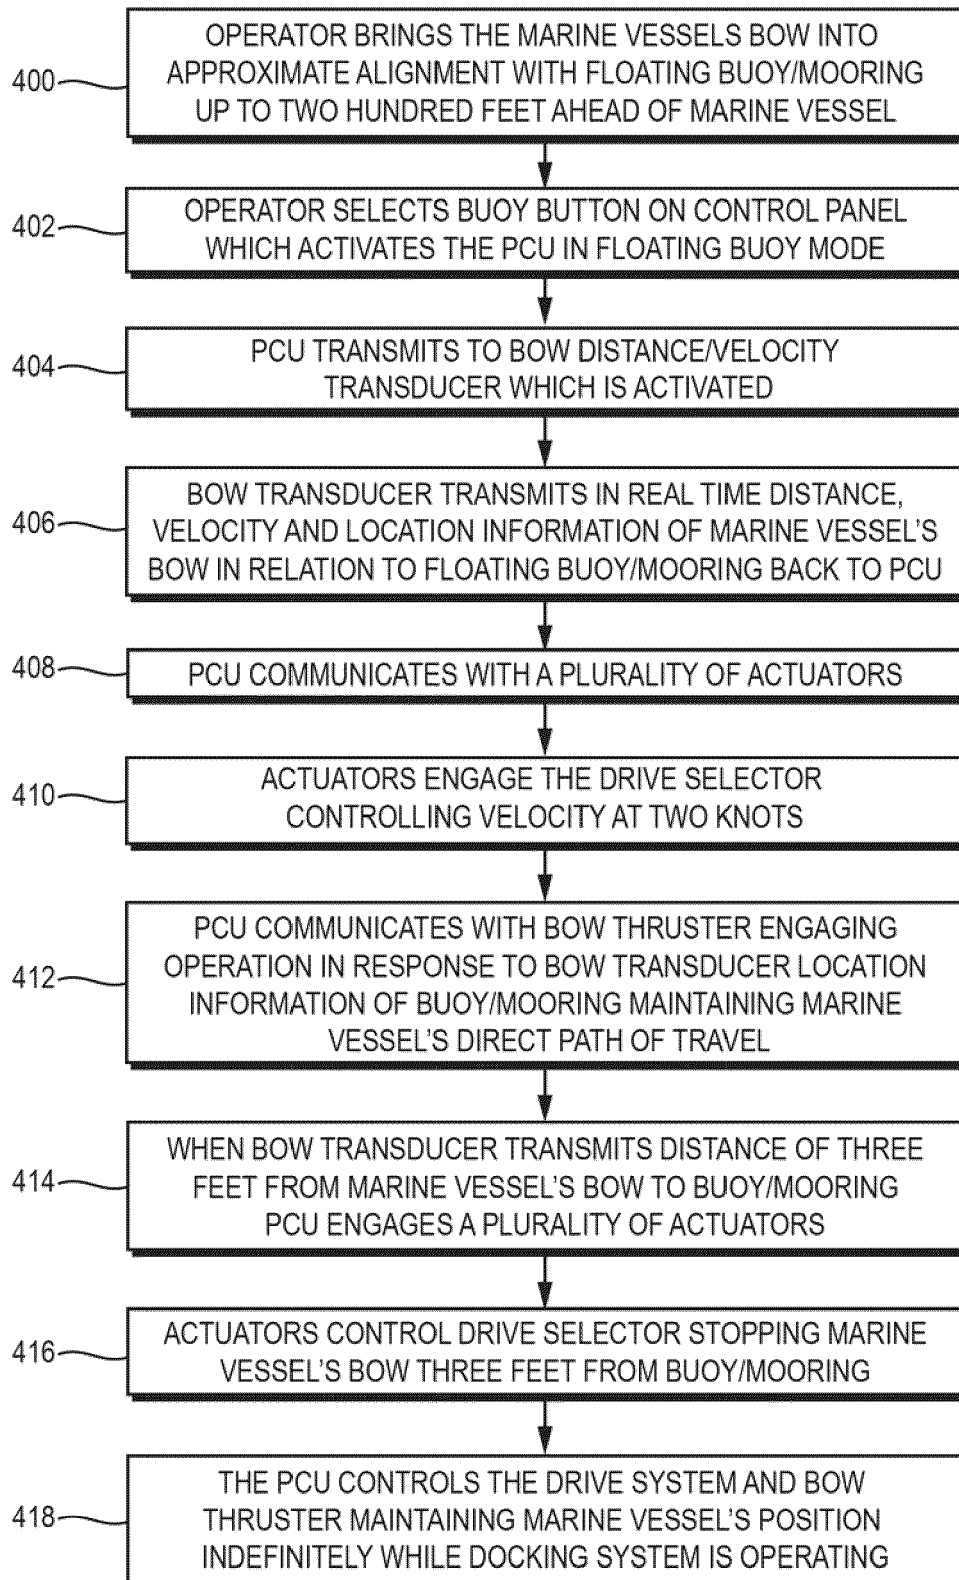 400
OPERATOR BRINGS THE MARINE VESSELS BOW INTO
APPROXIMATE ALIGNMENT WITH FLOATING BUOY/MOORING
UP TO TWO HUNDRED FEET AHEAD OF MARINE VESSEL
402
OPERATOR SELECTS BUOY BUTTON ON CONTROL PANEL
WHICH ACTIVATES THE PCU IN FLOATING BUOY MODE
404
PCU TRANSMITS TO BOW DISTANCE/VELOCITY
TRANSDUCER WHICH IS ACTIVATED
406
BOW TRANSDUCER TRANSMITS IN REAL TIME DISTANCE,
VELOCITY AND LOCATION INFORMATION OF MARINE VESSEL'S
BOW IN RELATION TO FLOATING BUOY/MOORING BACK TO PCU
408
PCU COMMUNICATES WITH A PLURALITY OF ACTUATORS
410
ACTUATORS ENGAGE THE DRIVE SELECTOR
CONTROLLING VELOCITY AT TWO KNOTS
412
PCU COMMUNICATES WITH BOW THRUSTER ENGAGING
OPERATION IN RESPONSE TO BOW TRANSDUCER LOCATION
INFORMATION OF BUOY/MOORING MAINTAINING MARINE
VESSEL'S DIRECT PATH OF TRAVEL
414
WHEN BOW TRANSDUCER TRANSMITS DISTANCE OF THREE
FEET FROM MARINE VESSEL'S BOW TO BUOY/MOORING
PCU ENGAGES A PLURALITY OF ACTUATORS
416
ACTUATORS CONTROL DRIVE SELECTOR STOPPING MARINE
VESSEL'S BOW THREE FEET FROM BUOY/MOORING
418
THE PCU CONTROLS THE DRIVE SYSTEM AND BOW
THRUSTER MAINTAINING MARINE VESSEL'S POSITION
INDEFINITELY WHILE DOCKING SYSTEM IS OPERATING